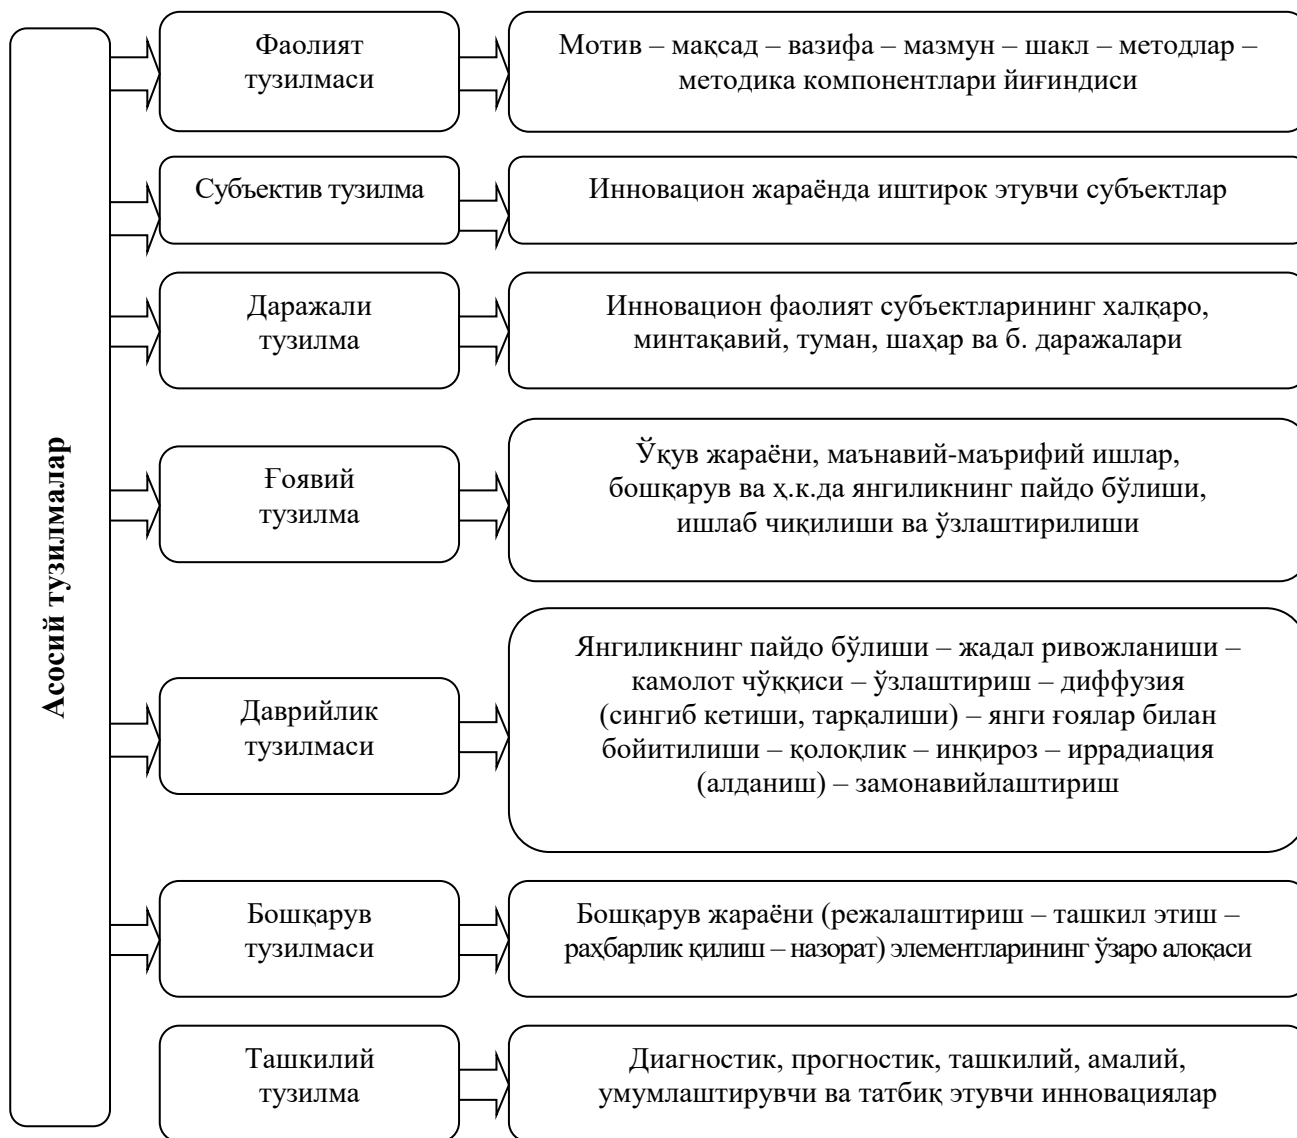 Асосий тузилмалар
Фаолият
тузилмаси
Мотив – мақсад – вазифа – мазмун – шакл – методлар –
методика компонентлари йиғиндиси
Субъектив тузилма
Инновацион жараёнда иштирок этувчи субъектлар
Даражали
тузилма
Инновацион фаолият субъектларининг халқаро,
минтақавий, туман, шаҳар ва б. даражалари
Ғоявий
тузилма
Ўқув жараёни, маънавий-маърифий ишлар,
бошқарув ва ҳ.к.да янгиликнинг пайдо бўлиши,
ишлаб чиқилиши ва ўзлаштирилиши
Даврийлик
тузилмаси
Янгиликнинг пайдо бўлиши – жадал ривожланиши –
камолот чўққиси – ўзлаштириш – диффузия
(сингиб кетиши, тарқалиши) – янги ғоялар билан
бойитилиши – қолоқлик – инқироз – иррадиация
(алданиш) – замонавийлаштириш
Бошқарув
тузилмаси
Бошқарув жараёни (режалаштириш – ташкил этиш –
раҳбарлик қилиш – назорат) элементларининг ўзаро алоқаси
Ташкилий
тузилма
Диагностик, прогностик, ташкилий, амалий,
умумлаштирувчи ва татбиқ этувчи инновациялар